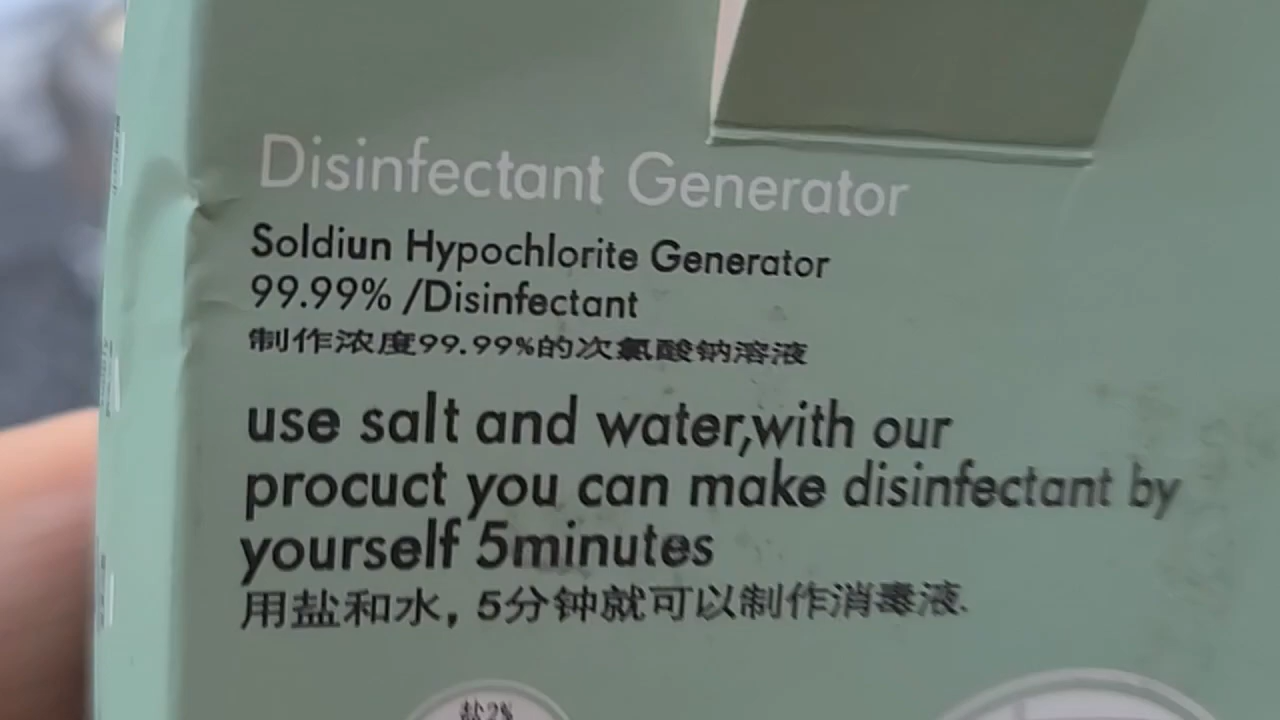 Disinfectant Generator
Soldiun Hypochlorite Generator
99.99% /Disinfectant
制作浓度99.99%的次氯酸钠溶液
use salt and water,with our
procuct you can make disinfectant by
yourself 5minutes
用盐和水，5分钟就可以制作消毒液.
盐2%